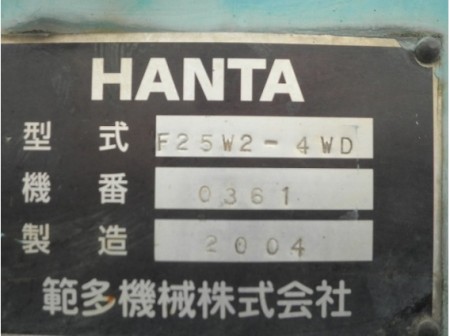 HANTA
型式 F25W2-4WD
機番 0361
製造 2004
範多機械株式会社